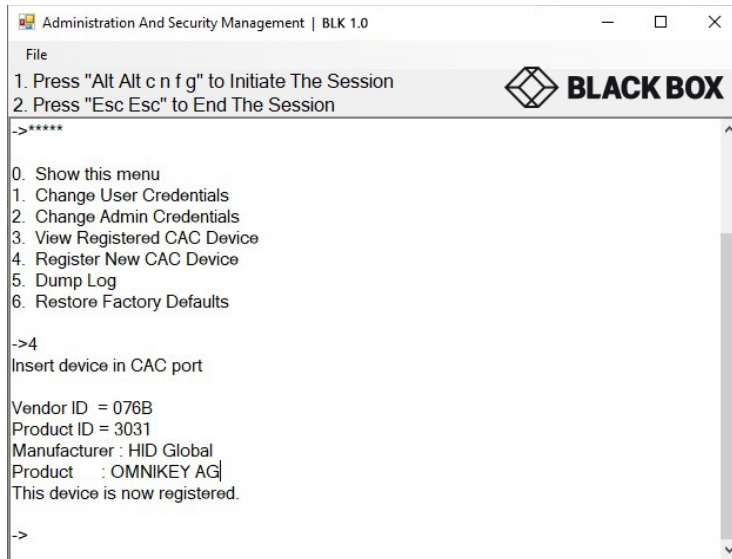 Administration And Security Management | BLK 1.0
File
1. Press "Alt Alt c n f g" to Initiate The Session
2. Press "Esc Esc" to End The Session
BLACK BOX
->*****
0. Show this menu
1. Change User Credentials
2. Change Admin Credentials
3. View Registered CAC Device
4. Register New CAC Device
5. Dump Log
6. Restore Factory Defaults
->4
Insert device in CAC port
Vendor ID = 076B
Product ID = 3031
Manufacturer : HID Global
Product : OMNIKEY AG
This device is now registered.
->